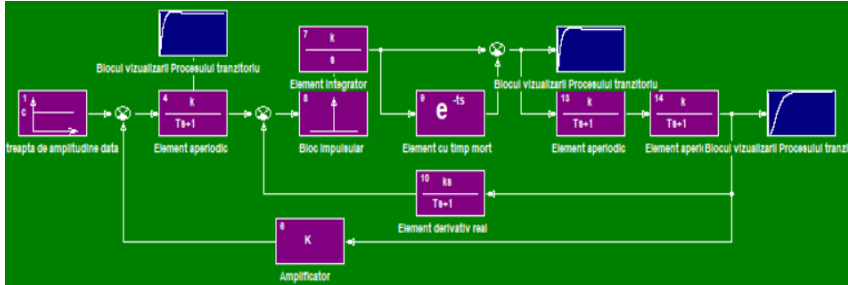 7
k
s
Blocul vizualizarii Procesului tranzitoriu
Element Integrator
Blocul vizualizarii Procesului tranzitoriu
1
C
4
k
Ts+1
8
9
e -ts
13
k
Ts+1
14
k
Ts+1
treapta de amplitudine data
Element aperiodic
Bloc Impulsular
Element cu timp mort
Element aperiodic
Element aperi
Blocul vizualizarii Procesului tranzi
10
ks
Ts+1
Element derivativ real
K
Amplificator